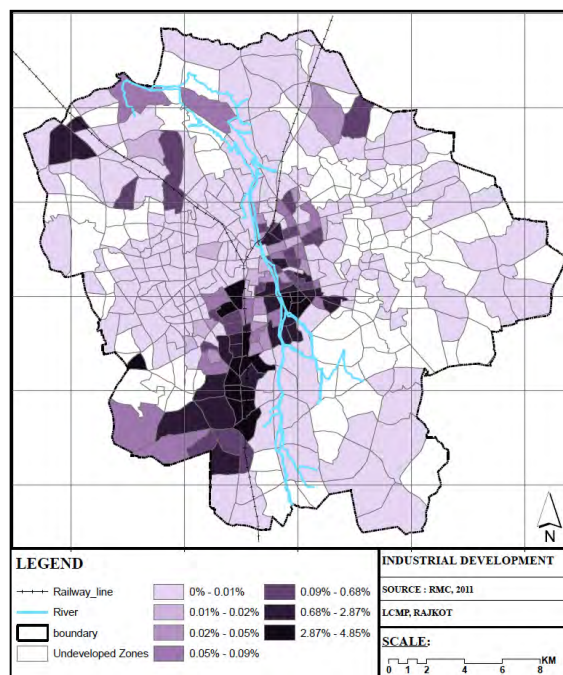 N
LEGEND
Railway_line
River
boundary
Undeveloped Zones
0% - 0.01%
0.01% - 0.02%
0.02% - 0.05%
0.05% - 0.09%
0.09% - 0.68%
0.68% - 2.87%
2.87% - 4.85%
INDUSTRIAL DEVELOPMENT
SOURCE : RMC, 2011
LCMP, RAJKOT
SCALE:
KM
0 1 2 4 6 8